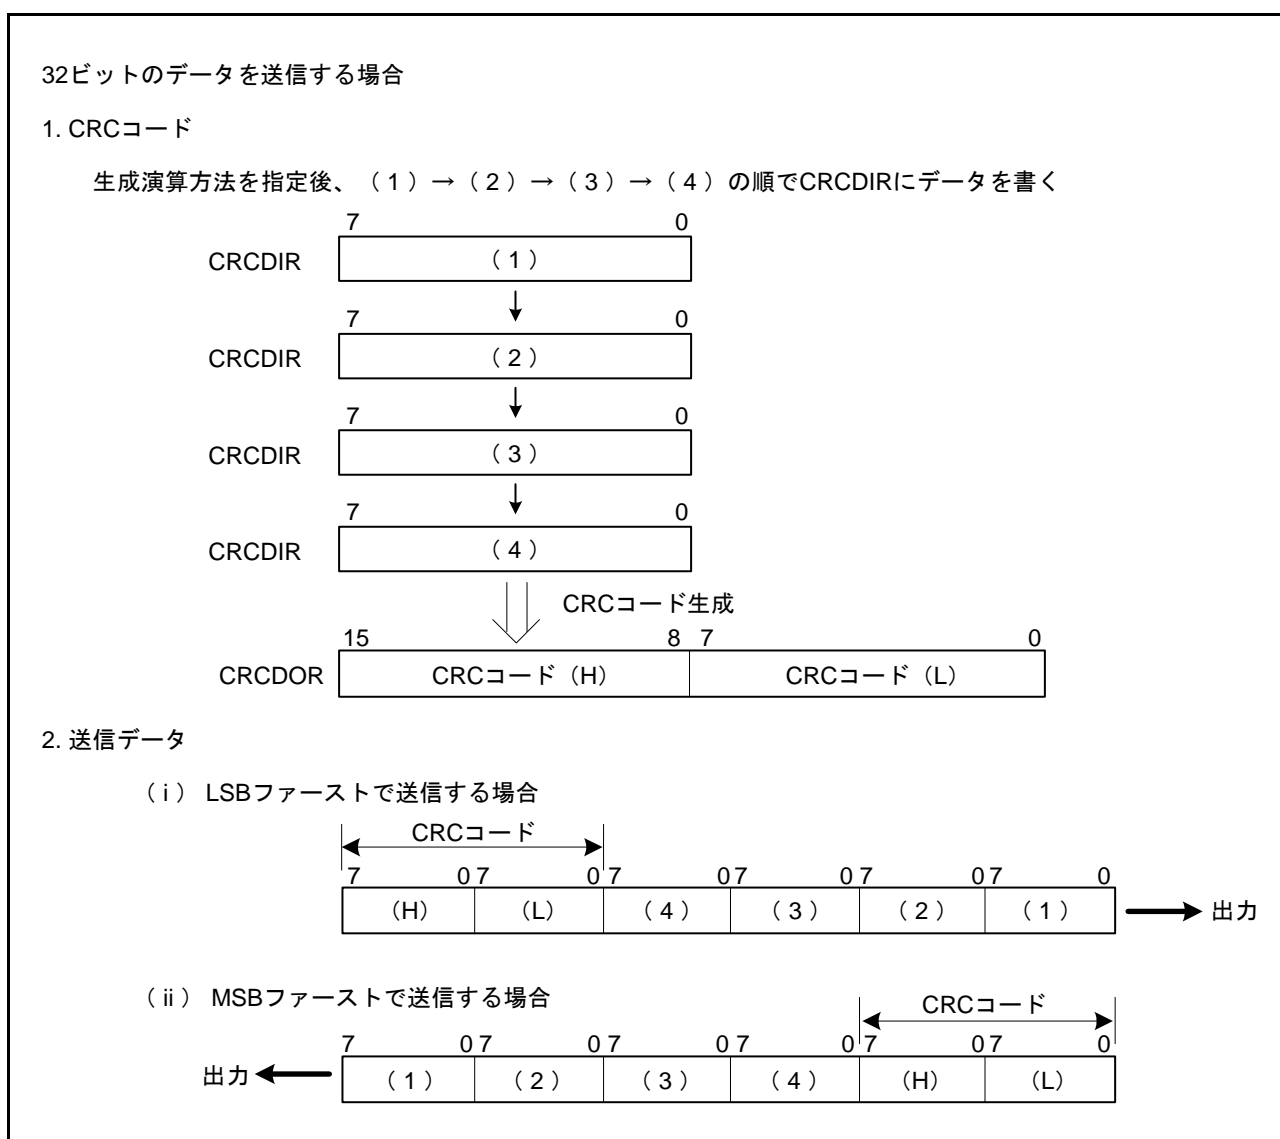 32ビットのデータを送信する場合
1. CRCコード
生成演算方法を指定後、（1）→（2）→（3）→（4）の順でCRCDIRにデータを書く
7 0
CRCDIR （1）
7 0
CRCDIR （2）
7 0
CRCDIR （3）
7 0
CRCDIR （4）
CRCコード生成
15 8 7 0
CRCDOR CRCコード（H） CRCコード（L）
2. 送信データ
（i） LSBファーストで送信する場合
CRCコード
7 0 7 0 7 0 7 0 7 0 7 0
（H） （L） （4） （3） （2） （1） 出力
（ii） MSBファーストで送信する場合
CRCコード
7 0 7 0 7 0 7 0 7 0 7 0
出力 （1） （2） （3） （4） （H） （L）